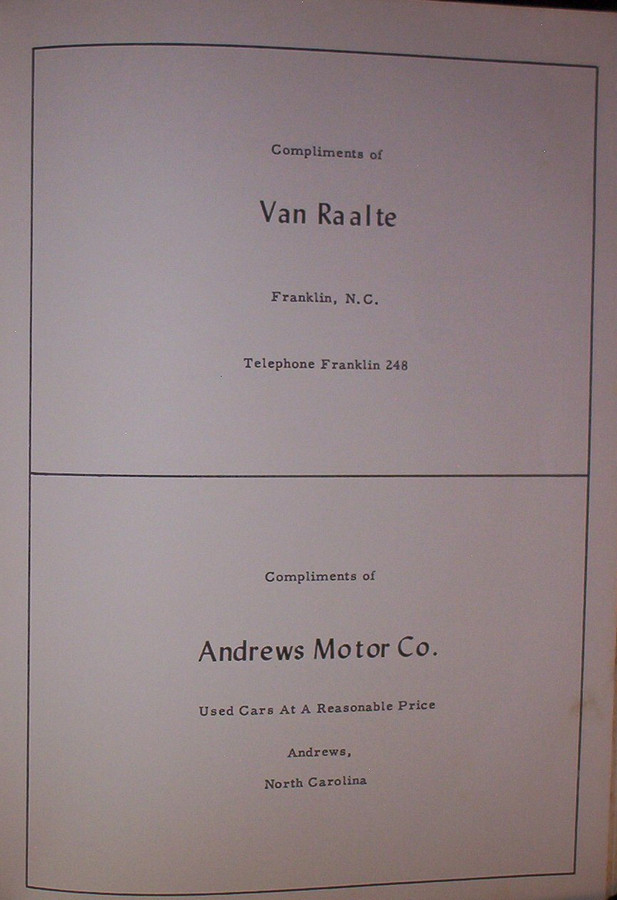 Compliments of
Van Raalte
Franklin, N.C.
Telephone Franklin 248
Compliments of
Andrews Motor Co.
Used Cars At A Reasonable Price
Andrews,
North Carolina